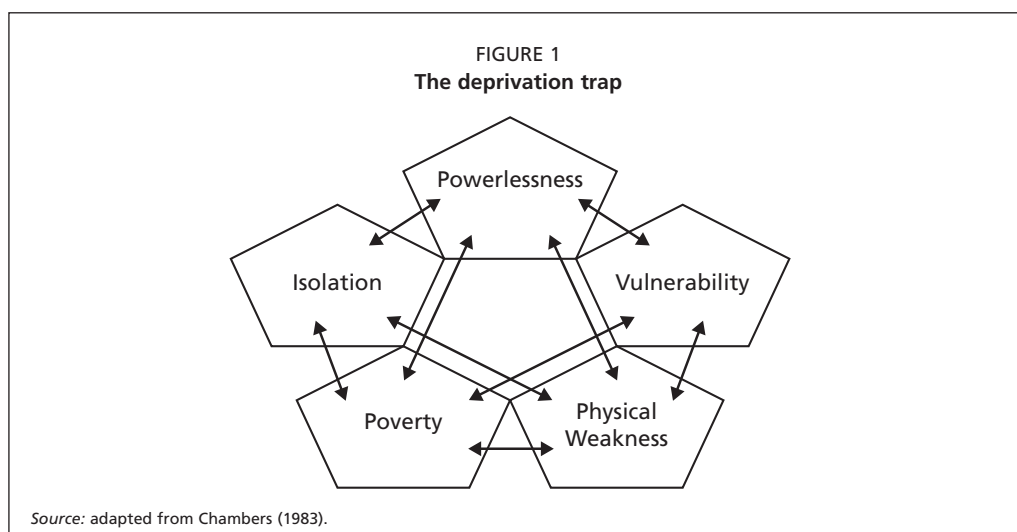 FIGURE 1
The deprivation trap
Powerlessness
Isolation
Vulnerability
Poverty
Physical
Weakness
Source: adapted from Chambers (1983).